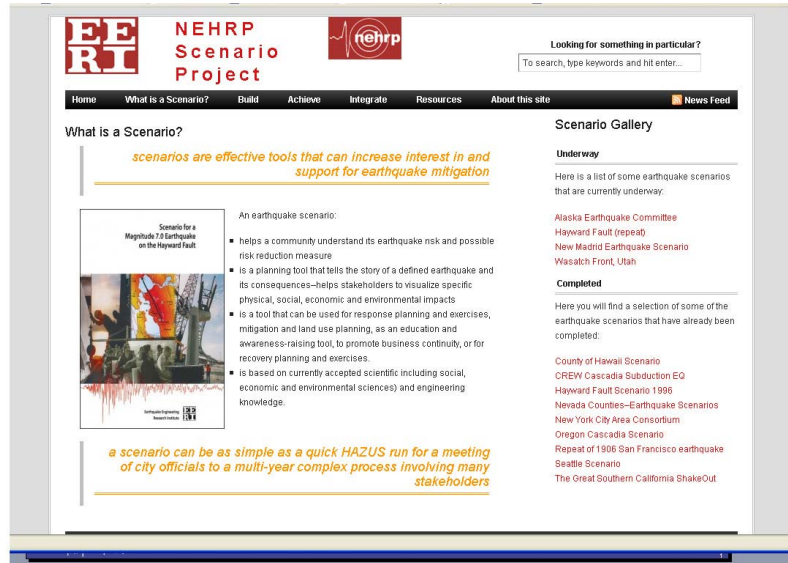 EE
RI
NEHRP
Scenario
Project
nehrp
Looking for something in particular?
To search, type keywords and hit enter...
Home What is a Scenario? Build Achieve Integrate Resources About this site News Feed
What is a Scenario?
scenarios are effective tools that can increase interest in and
support for earthquake mitigation
Scenario for a
Magnitude 7.0 Earthquake
on the Hayward Fault
Earthquake Engineering
Research Institute
EE
RI
An earthquake scenario:
helps a community understand its earthquake risk and possible
risk reduction measure
is a planning tool that tells the story of a defined earthquake and
its consequences–helps stakeholders to visualize specific
physical, social, economic and environmental impacts
is a tool that can be used for response planning and exercises,
mitigation and land use planning, as an education and
awareness-raising tool, to promote business continuity, or for
recovery planning and exercises.
is based on currently accepted scientific including social,
economic and environmental sciences) and engineering
knowledge.
a scenario can be as simple as a quick HAZUS run for a meeting
of city officials to a multi-year complex process involving many
stakeholders
Scenario Gallery
Underway
Here is a list of some earthquake scenarios
that are currently underway:
Alaska Earthquake Committee
Hayward Fault (repeat)
New Madrid Earthquake Scenario
Wasatch Front, Utah
Completed
Here you will find a selection of some of the
earthquake scenarios that have already been
completed:
County of Hawaii Scenario
CREW Cascadia Subduction EQ
Hayward Fault Scenario 1996
Nevada Counties–Earthquake Scenarios
New York City Area Consortium
Oregon Cascadia Scenario
Repeat of 1906 San Francisco earthquake
Seattle Scenario
The Great Southern California ShakeOut